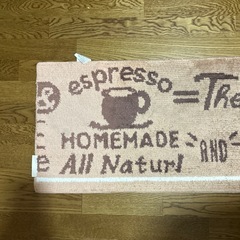 espresso = The
HOMEMADE AND
All Naturl